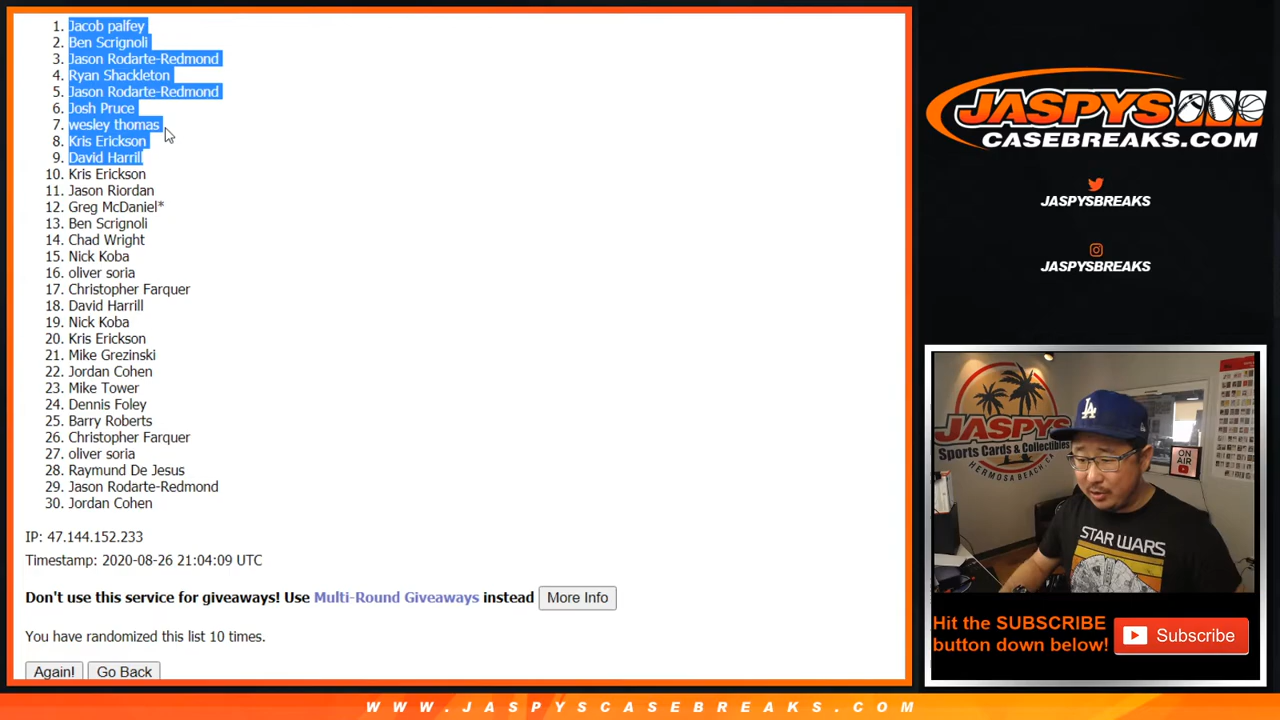 1. Jacob palfey
2. Ben Scrignoli
3. Jason Rodarte-Redmond
4. Ryan Shackleton
5. Jason Rodarte-Redmond
6. Josh Pruce
7. wesley thomas
8. Kris Erickson
9. David Harrill
10. Kris Erickson
11. Jason Riordan
12. Greg McDaniel*
13. Ben Scrignoli
14. Chad Wright
15. Nick Koba
16. oliver soria
17. Christopher Farquer
18. David Harrill
19. Nick Koba
20. Kris Erickson
21. Mike Grezinski
22. Jordan Cohen
23. Mike Tower
24. Dennis Foley
25. Barry Roberts
26. Christopher Farquer
27. oliver soria
28. Raymund De Jesus
29. Jason Rodarte-Redmond
30. Jordan Cohen
IP: 47.144.152.233
Timestamp: 2020-08-26 21:04:09 UTC
Don't use this service for giveaways! Use Multi-Round Giveaways instead More Info
You have randomized this list 10 times.
Again! Go Back
JASPYS
CASEBREAKS.COM
JASPYSBREAKS
JASPYSBREAKS
JASPYS
Sports Cards & Collectibles
HERMOSA BEACH, CA
LA
ON
AIR
STAR WARS
Hit the SUBSCRIBE
button down below!
Subscribe
WWW.JASPYSCASEBREAKS.COM